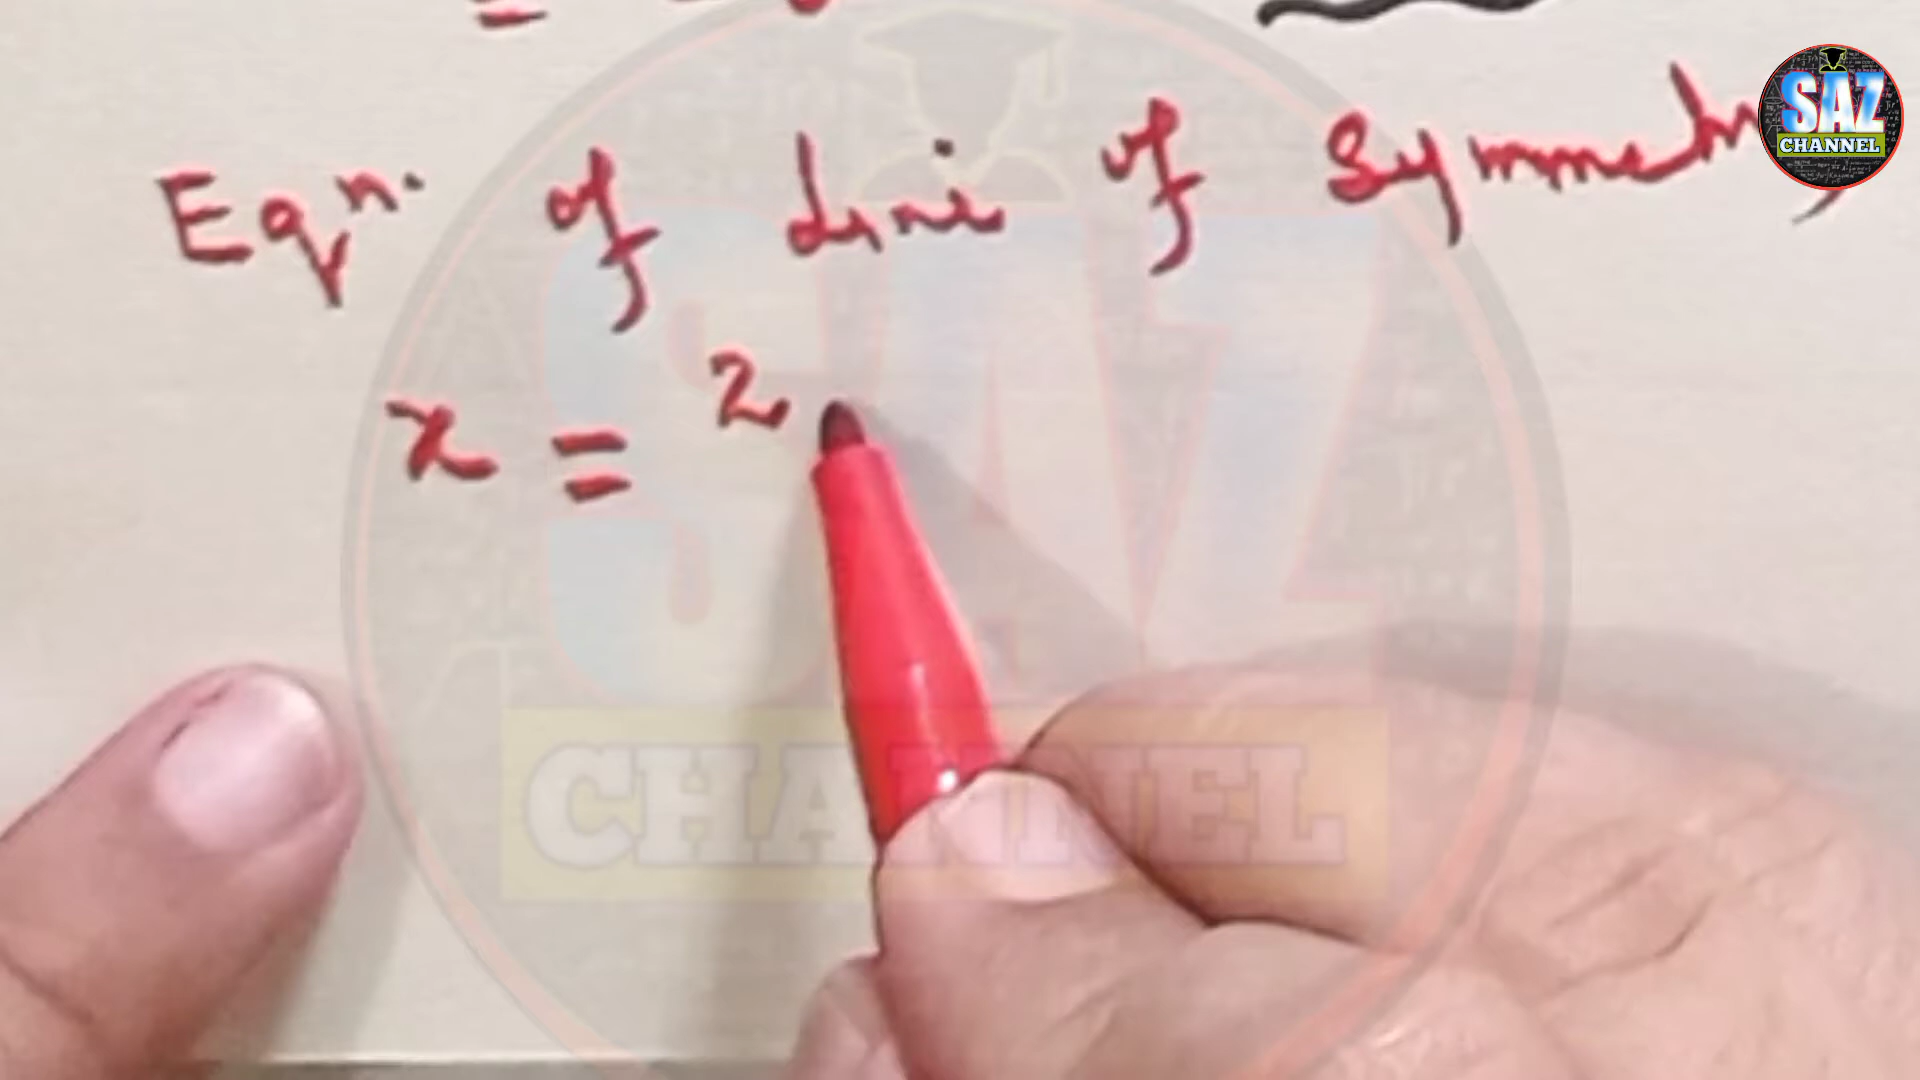 Eqn. of Line of Symmetry
x = 2
SAZ
CHANNEL
SAZ
CHANNEL